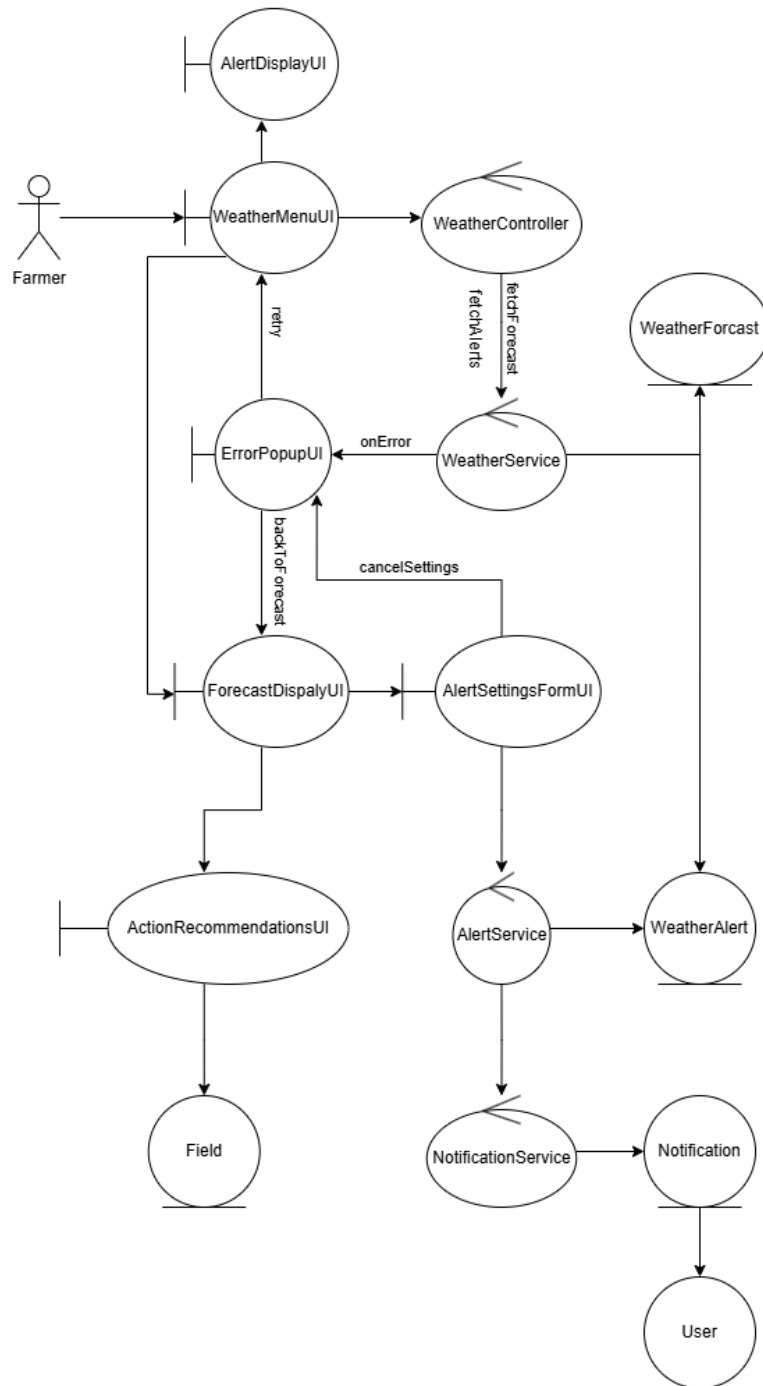 AlertDisplayUI
WeatherMenuUI
WeatherController
Farmer
fetchForecast
fetchAlerts
retry
WeatherForcast
ErrorPopupUI
onError
WeatherService
backToForecast
cancelSettings
ForecastDispalyUI
AlertSettingsFormUI
ActionRecommendationsUI
AlertService
WeatherAlert
Field
NotificationService
Notification
User